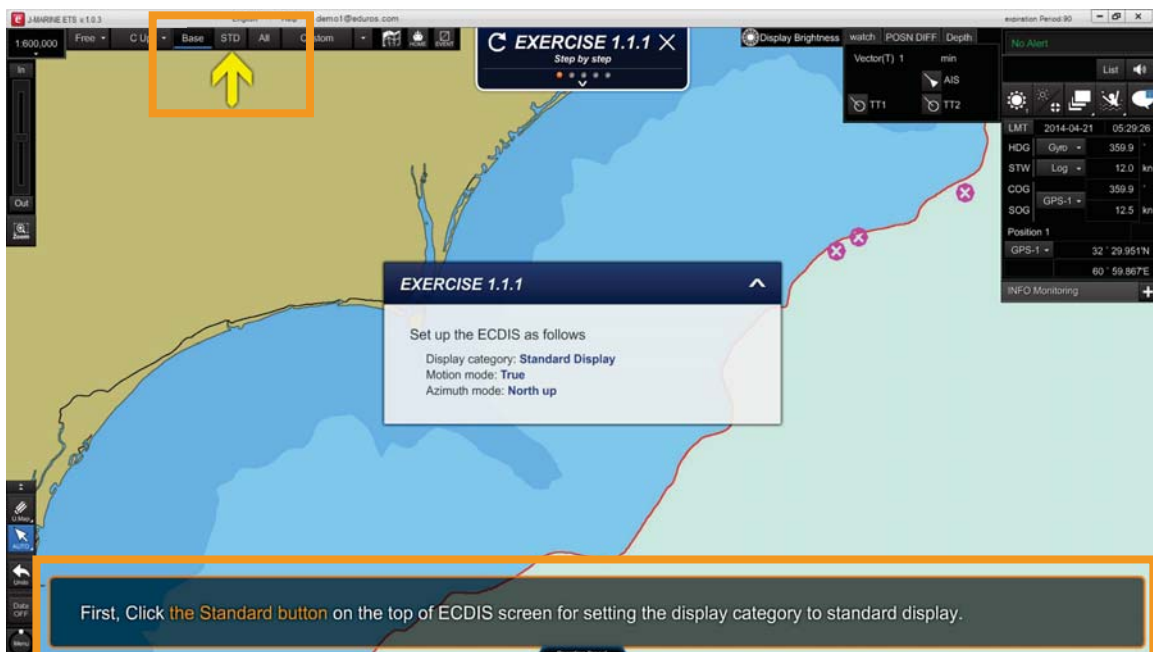 J-MARINE ETS v.1.0.3 English Help demo1@eduros.com expiration Period:90
1:600,000 Free C Up Base STD All Custom HOME EVENT
EXERCISE 1.1.1
Step by step
Display Brightness
watch POSN DIFF Depth
Vector(T) 1 min
AIS
TT1 TT2
No Alert
List
LMT 2014-04-21 05:29:26
HDG Gyro 359.9 °
STW Log 12.0 kn
COG 359.9 °
GPS-1
SOG 12.5 kn
Position 1
GPS-1 32 ° 29.951'N
60 ° 59.867'E
INFO Monitoring
In
Out
Zoom
EXERCISE 1.1.1
Set up the ECDIS as follows
Display category: Standard Display
Motion mode: True
Azimuth mode: North up
U.Map
AUTO
Undo
Data
OFF
Menu
First, Click the Standard button on the top of ECDIS screen for setting the display category to standard display.